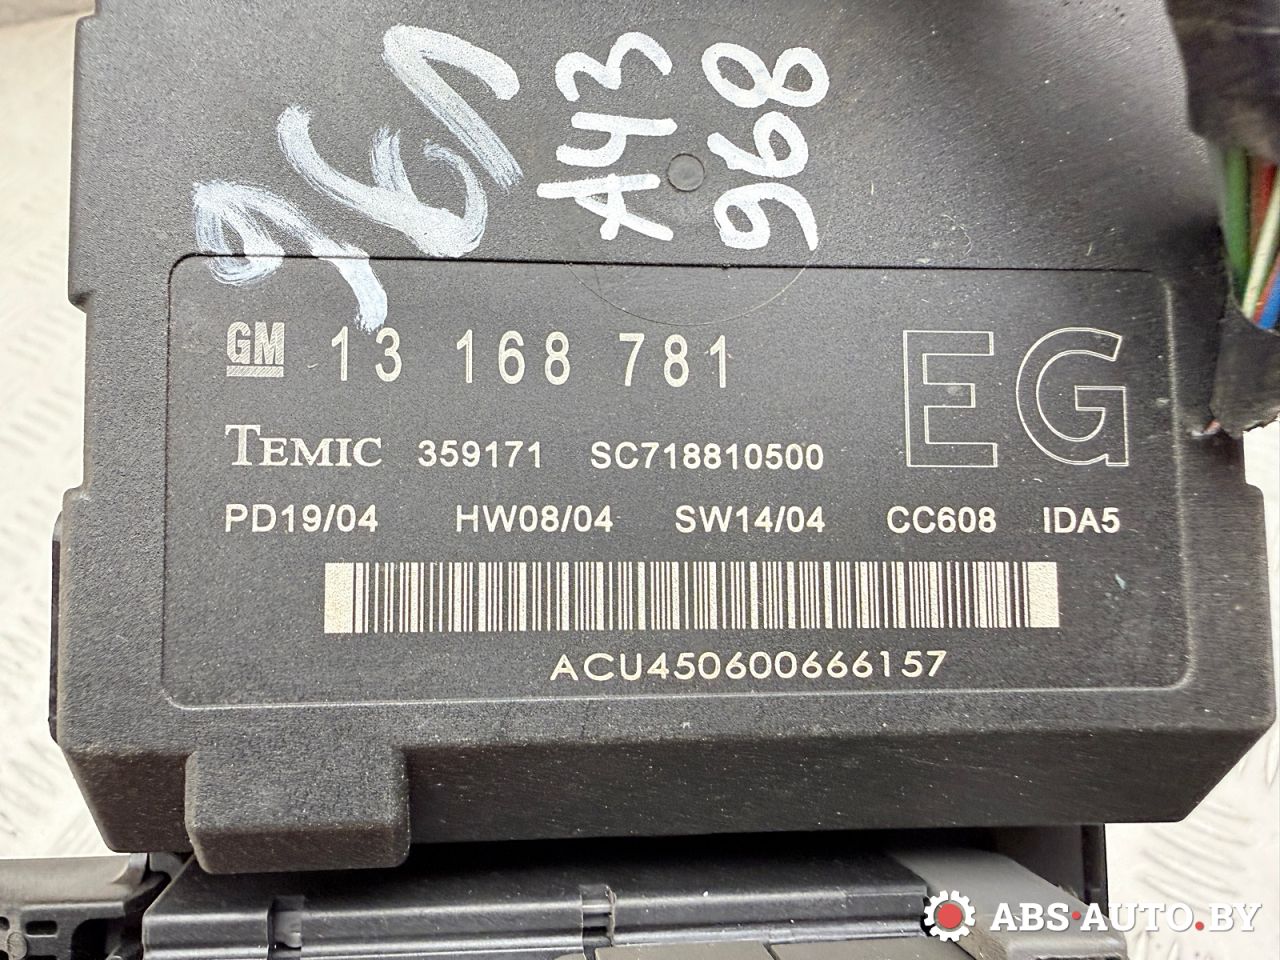 A43
968
GM 13 168 781
EG
TEMIC 359171 SC718810500
PD19/04 HW08/04 SW14/04 CC608 IDA5
ACU450600666157
ABS-AUTO.BY